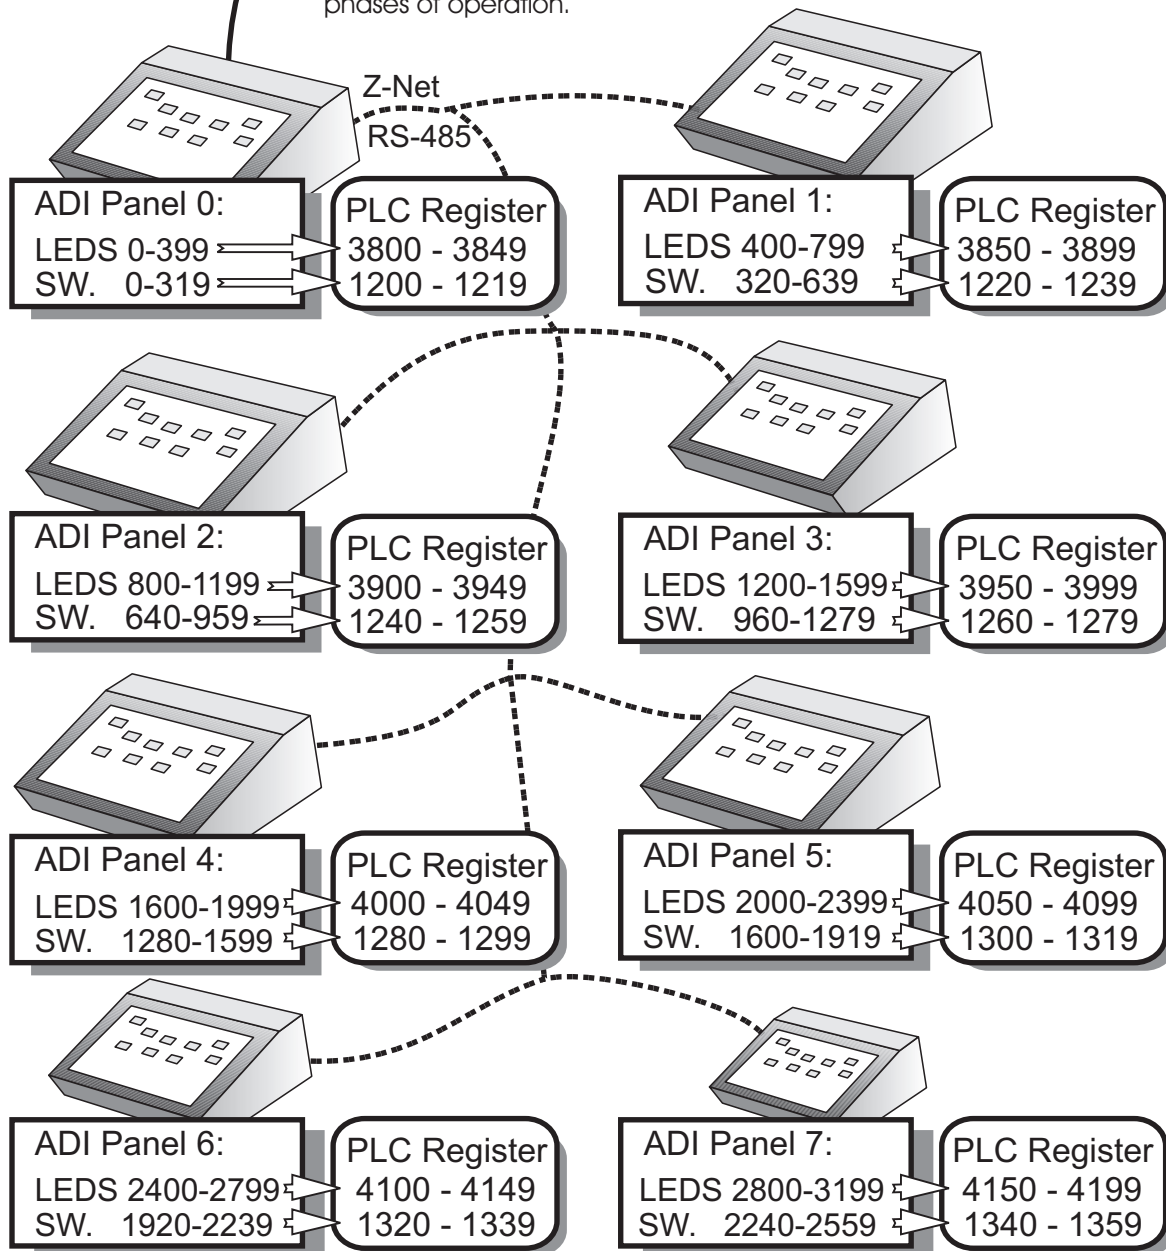 phases of operation.
Z-Net
RS-485
ADI Panel 0:
LEDS 0-399
SW. 0-319
PLC Register
3800 - 3849
1200 - 1219
ADI Panel 1:
LEDS 400-799
SW. 320-639
PLC Register
3850 - 3899
1220 - 1239
ADI Panel 2:
LEDS 800-1199
SW. 640-959
PLC Register
3900 - 3949
1240 - 1259
ADI Panel 3:
LEDS 1200-1599
SW. 960-1279
PLC Register
3950 - 3999
1260 - 1279
ADI Panel 4:
LEDS 1600-1999
SW. 1280-1599
PLC Register
4000 - 4049
1280 - 1299
ADI Panel 5:
LEDS 2000-2399
SW. 1600-1919
PLC Register
4050 - 4099
1300 - 1319
ADI Panel 6:
LEDS 2400-2799
SW. 1920-2239
PLC Register
4100 - 4149
1320 - 1339
ADI Panel 7:
LEDS 2800-3199
SW. 2240-2559
PLC Register
4150 - 4199
1340 - 1359